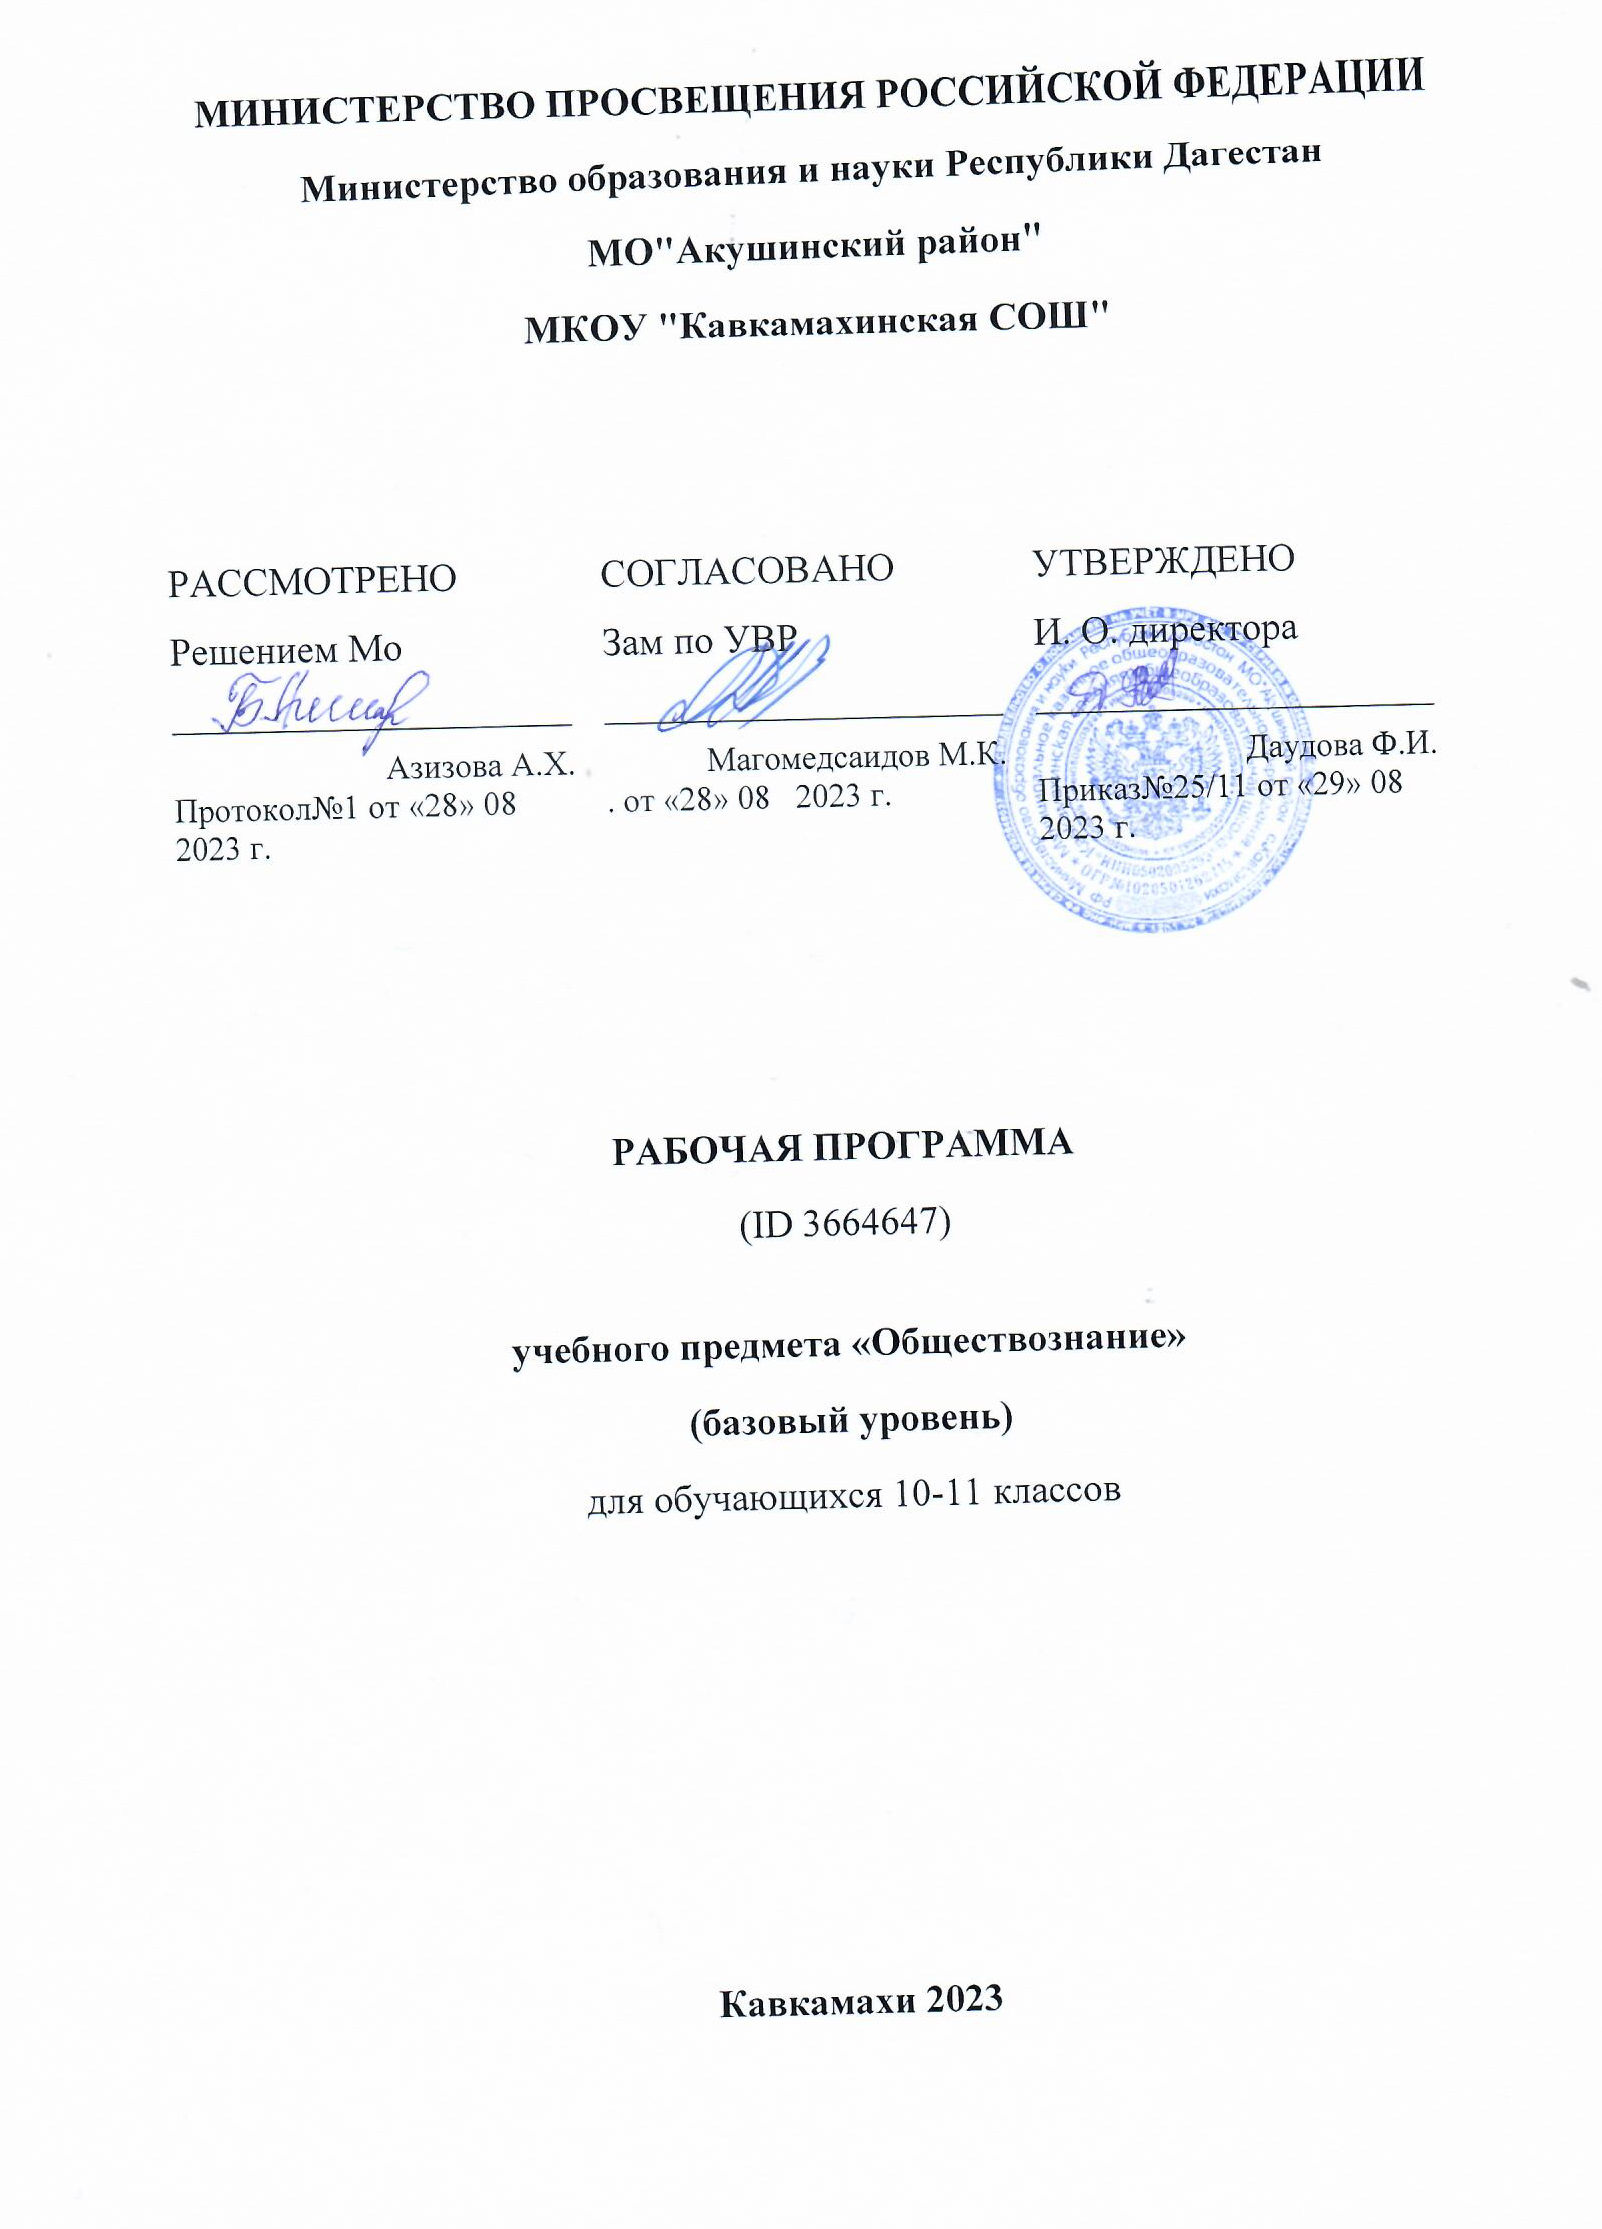 МИНИСТЕРСТВО ПРОСВЕЩЕНИЯ РОССИЙСКОЙ ФЕДЕРАЦИИ
Министерство образования и науки Республики Дагестан
МО"Акушинский район"
МКОУ "Кавкамахинская СОШ"
РАССМОТРЕНО
Решением Мо
Азизова А.Х.
Протокол№1 от «28» 08
2023 г.
СОГЛАСОВАНО
Зам по УВР
Магомедсаидов М.К.
. от «28» 08 2023 г.
УТВЕРЖДЕНО
И. О. директора
Даудова Ф.И.
Приказ№25/11 от «29» 08
2023 г.
РАБОЧАЯ ПРОГРАММА
(ID 3664647)
учебного предмета «Обществознание»
(базовый уровень)
для обучающихся 10-11 классов
Кавкамахи 2023